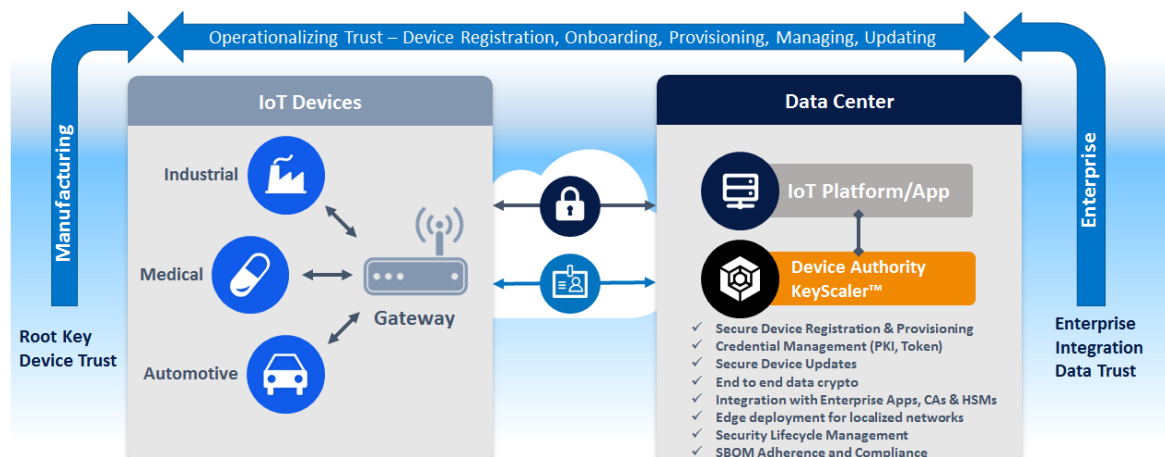 Operationalizing Trust – Device Registration, Onboarding, Provisioning, Managing, Updating
Manufacturing
Root Key
Device Trust
IoT Devices
Industrial
Medical
Automotive
Gateway
Data Center
IoT Platform/App
Device Authority
KeyScaler™
✓ Secure Device Registration & Provisioning
✓ Credential Management (PKI, Token)
✓ Secure Device Updates
✓ End to end data crypto
✓ Integration with Enterprise Apps, CAs & HSMs
✓ Edge deployment for localized networks
✓ Security Lifecycle Management
✓ SBOM Adherence and Compliance
Enterprise
Enterprise
Integration
Data Trust